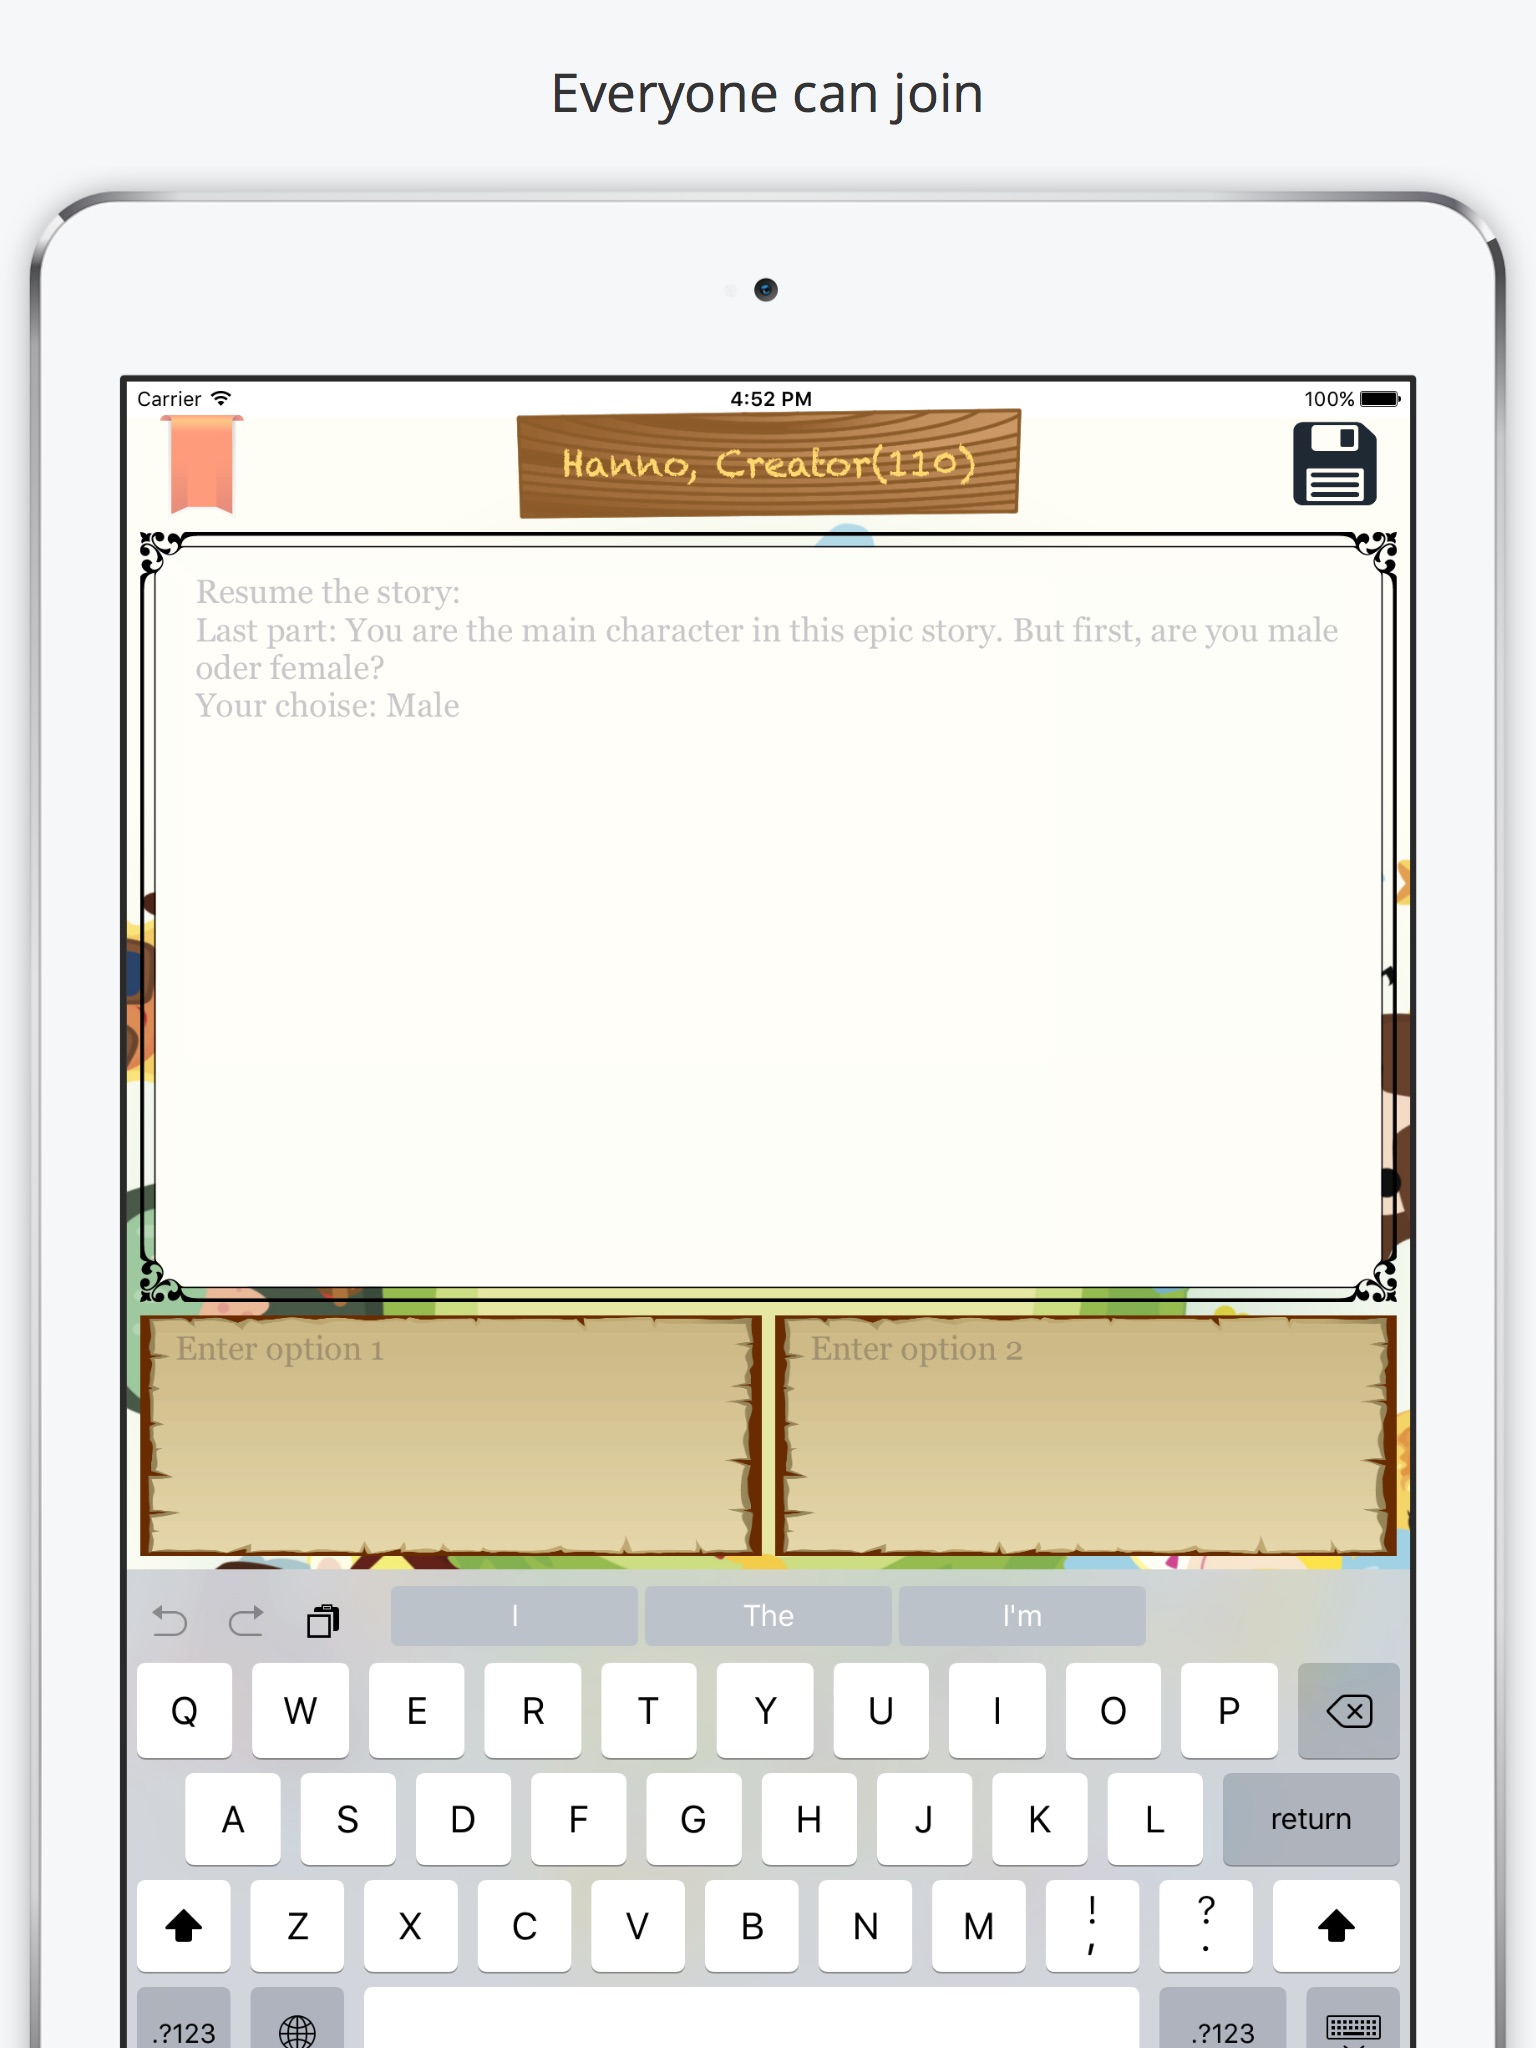 Everyone can join
Carrier 4:52 PM 100%
Hanno, Creator(110)
Resume the story:
Last part: You are the main character in this epic story. But first, are you male
oder female?
Your choise: Male
Enter option 1 Enter option 2
I The I'm
Q W E R T Y U I O P
A S D F G H J K L return
Z X C V B N M ! , ? .
.?123 .?123